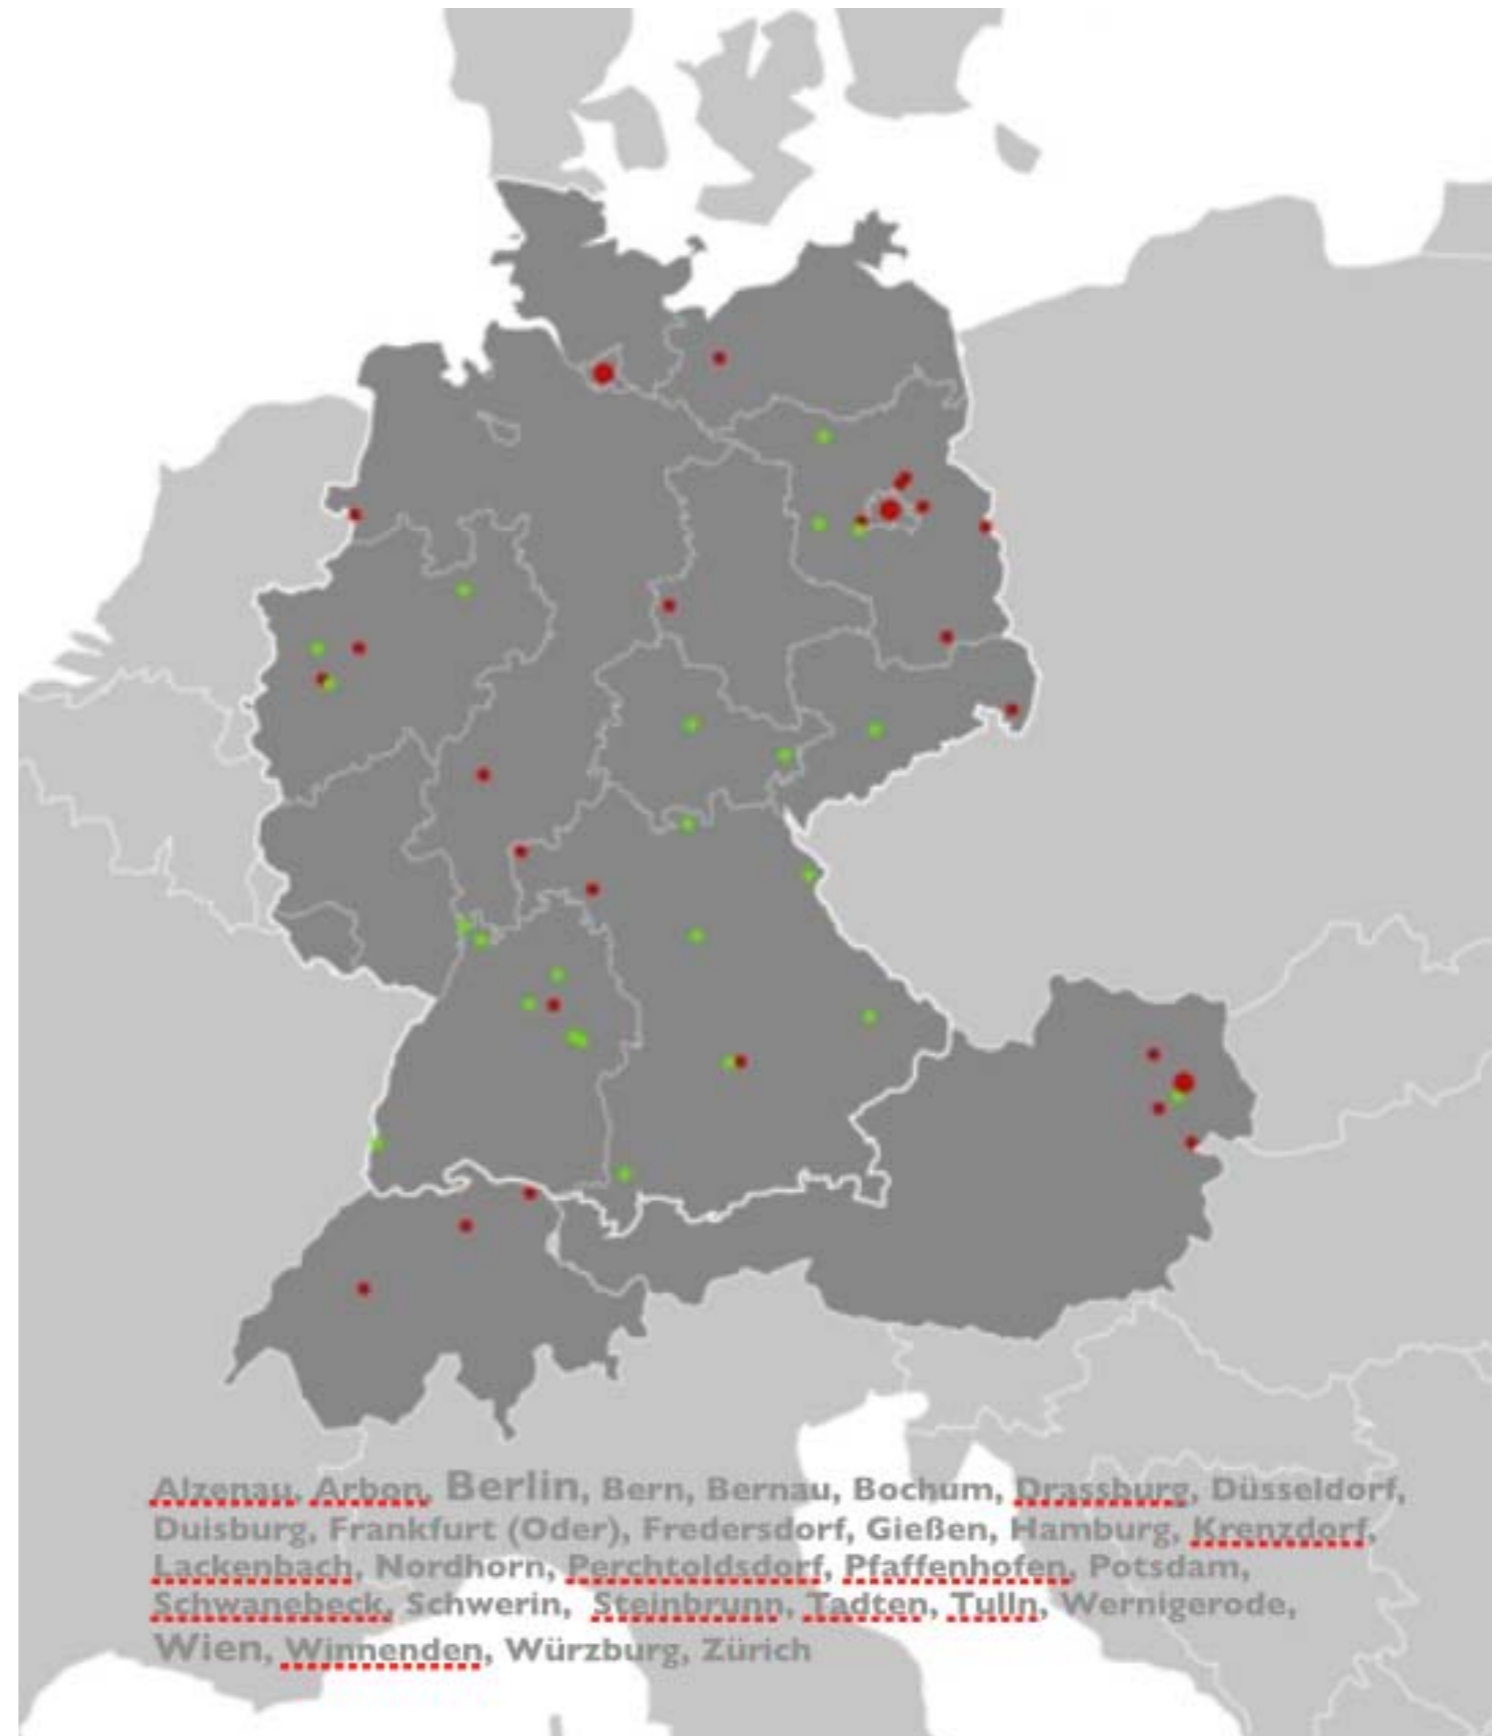 Alzenau, Arbon, Berlin, Bern, Bernau, Bochum, Drassburg, Düsseldorf,
Duisburg, Frankfurt (Oder), Fredersdorf, Gießen, Hamburg, Krenzdorf,
Lackenbach, Nordhorn, Perchtoldsdorf, Pfaffenhofen, Potsdam,
Schwanebeck, Schwerin, Steinbrunn, Tadten, Tulln, Wernigerode,
Wien, Winnenden, Würzburg, Zürich